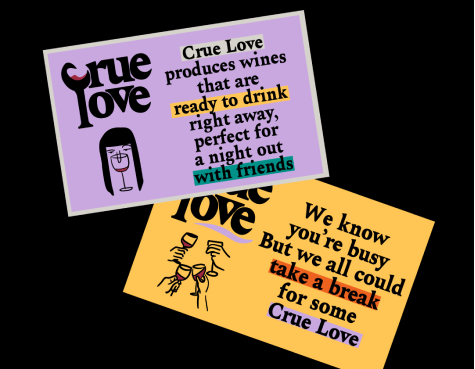 Crue
love
Crue Love
produces wines
that are
ready to drink
right away,
perfect for
a night out
with friends
love
We know
you're busy
But we all could
take a break
for some
Crue Love